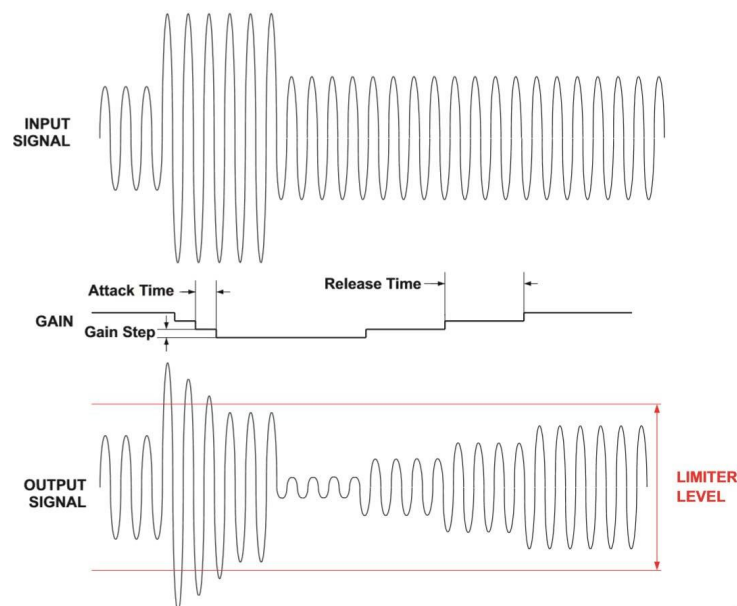 INPUT
SIGNAL
Attack Time
Release Time
GAIN
Gain Step
OUTPUT
SIGNAL
LIMITER
LEVEL